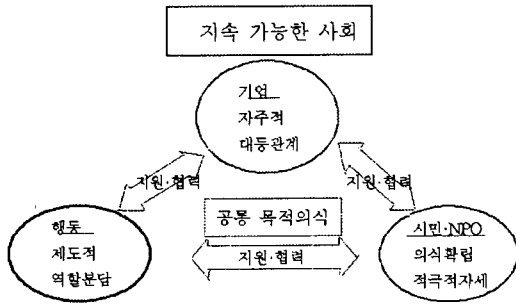 지속 가능한 사회
기업
자주적
대등관계
지원·협력
지원·협력
공통 목적의식
지원·협력
행동
제도적
역할분담
시민·NPO
의식확립
적극적자세